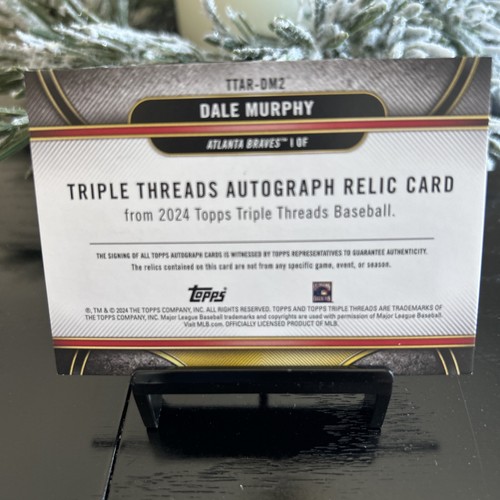 TTAR-DM2
DALE MURPHY
ATLANTA BRAVES™ | OF
TRIPLE THREADS AUTOGRAPH RELIC CARD
from 2024 Topps Triple Threads Baseball.
THE SIGNING OF ALL TOPPS AUTOGRAPH CARDS IS WITNESSED BY TOPPS REPRESENTATIVES TO GUARANTEE AUTHENTICITY.
The relics contained on this card are not from any specific game, event, or season.
Topps
®, TM & © 2024 THE TOPPS COMPANY, INC. ALL RIGHTS RESERVED. TOPPS AND TOPPS TRIPLE THREADS ARE TRADEMARKS OF
THE TOPPS COMPANY, INC. Major League Baseball trademarks and copyrights are used with permission of Major League Baseball.
Visit MLB.com. OFFICIALLY LICENSED PRODUCT OF MLB.